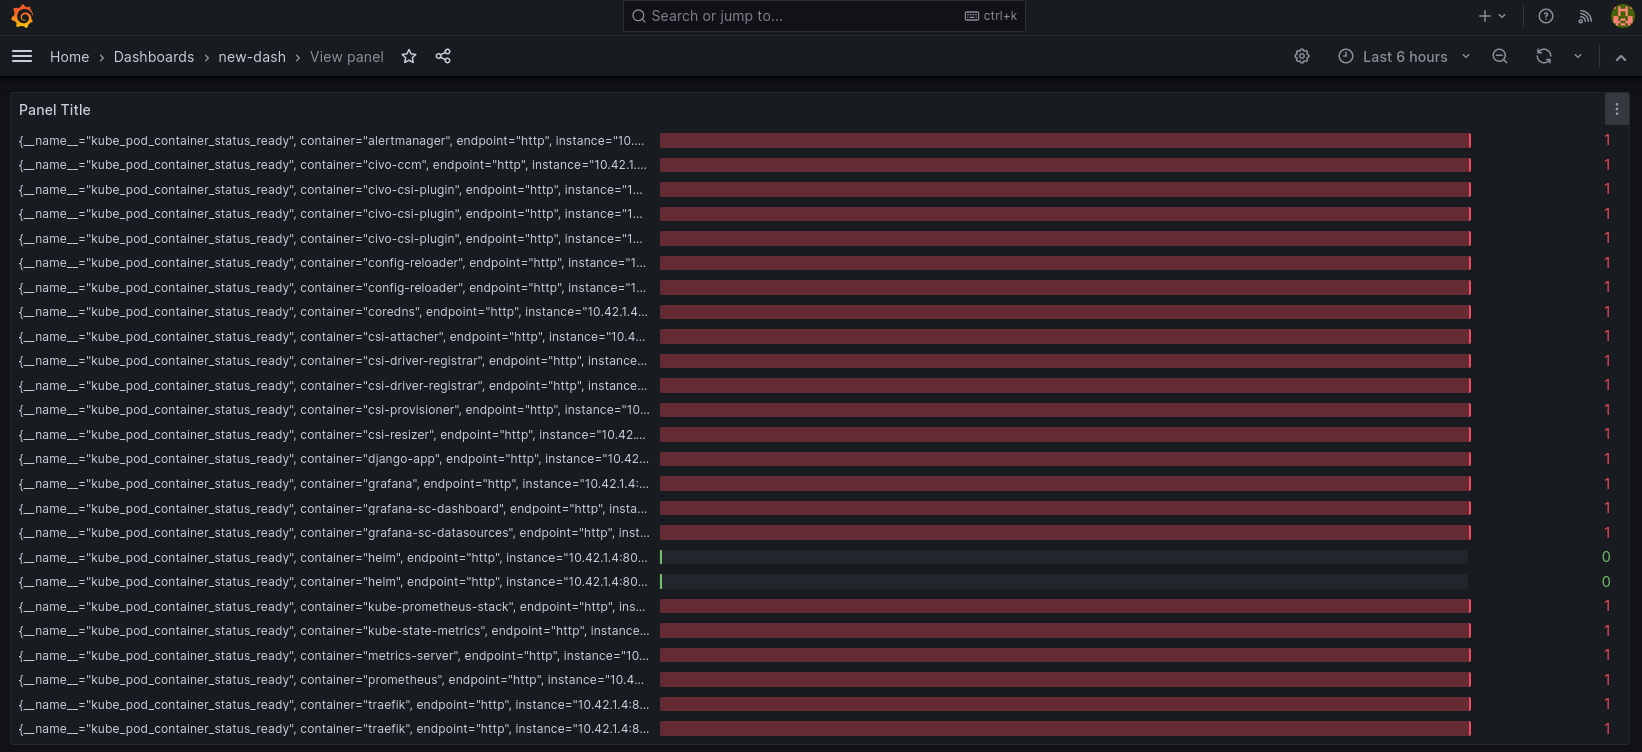 Search or jump to... ctrl+k
Home › Dashboards › new-dash › View panel Last 6 hours
Panel Title
{__name__="kube_pod_container_status_ready", container="alertmanager", endpoint="http", instance="10.... 1
{__name__="kube_pod_container_status_ready", container="civo-ccm", endpoint="http", instance="10.42.1.... 1
{__name__="kube_pod_container_status_ready", container="civo-csi-plugin", endpoint="http", instance="1... 1
{__name__="kube_pod_container_status_ready", container="civo-csi-plugin", endpoint="http", instance="1... 1
{__name__="kube_pod_container_status_ready", container="civo-csi-plugin", endpoint="http", instance="1... 1
{__name__="kube_pod_container_status_ready", container="config-reloader", endpoint="http", instance="1... 1
{__name__="kube_pod_container_status_ready", container="config-reloader", endpoint="http", instance="1... 1
{__name__="kube_pod_container_status_ready", container="coredns", endpoint="http", instance="10.42.1.4... 1
{__name__="kube_pod_container_status_ready", container="csi-attacher", endpoint="http", instance="10.4... 1
{__name__="kube_pod_container_status_ready", container="csi-driver-registrar", endpoint="http", instance... 1
{__name__="kube_pod_container_status_ready", container="csi-driver-registrar", endpoint="http", instance... 1
{__name__="kube_pod_container_status_ready", container="csi-provisioner", endpoint="http", instance="10... 1
{__name__="kube_pod_container_status_ready", container="csi-resizer", endpoint="http", instance="10.42.... 1
{__name__="kube_pod_container_status_ready", container="django-app", endpoint="http", instance="10.42... 1
{__name__="kube_pod_container_status_ready", container="grafana", endpoint="http", instance="10.42.1.4:... 1
{__name__="kube_pod_container_status_ready", container="grafana-sc-dashboard", endpoint="http", insta... 1
{__name__="kube_pod_container_status_ready", container="grafana-sc-datasources", endpoint="http", inst... 1
{__name__="kube_pod_container_status_ready", container="helm", endpoint="http", instance="10.42.1.4:80... 0
{__name__="kube_pod_container_status_ready", container="helm", endpoint="http", instance="10.42.1.4:80... 0
{__name__="kube_pod_container_status_ready", container="kube-prometheus-stack", endpoint="http", ins... 1
{__name__="kube_pod_container_status_ready", container="kube-state-metrics", endpoint="http", instance... 1
{__name__="kube_pod_container_status_ready", container="metrics-server", endpoint="http", instance="10... 1
{__name__="kube_pod_container_status_ready", container="prometheus", endpoint="http", instance="10.4... 1
{__name__="kube_pod_container_status_ready", container="traefik", endpoint="http", instance="10.42.1.4:8... 1
{__name__="kube_pod_container_status_ready", container="traefik", endpoint="http", instance="10.42.1.4:8... 1